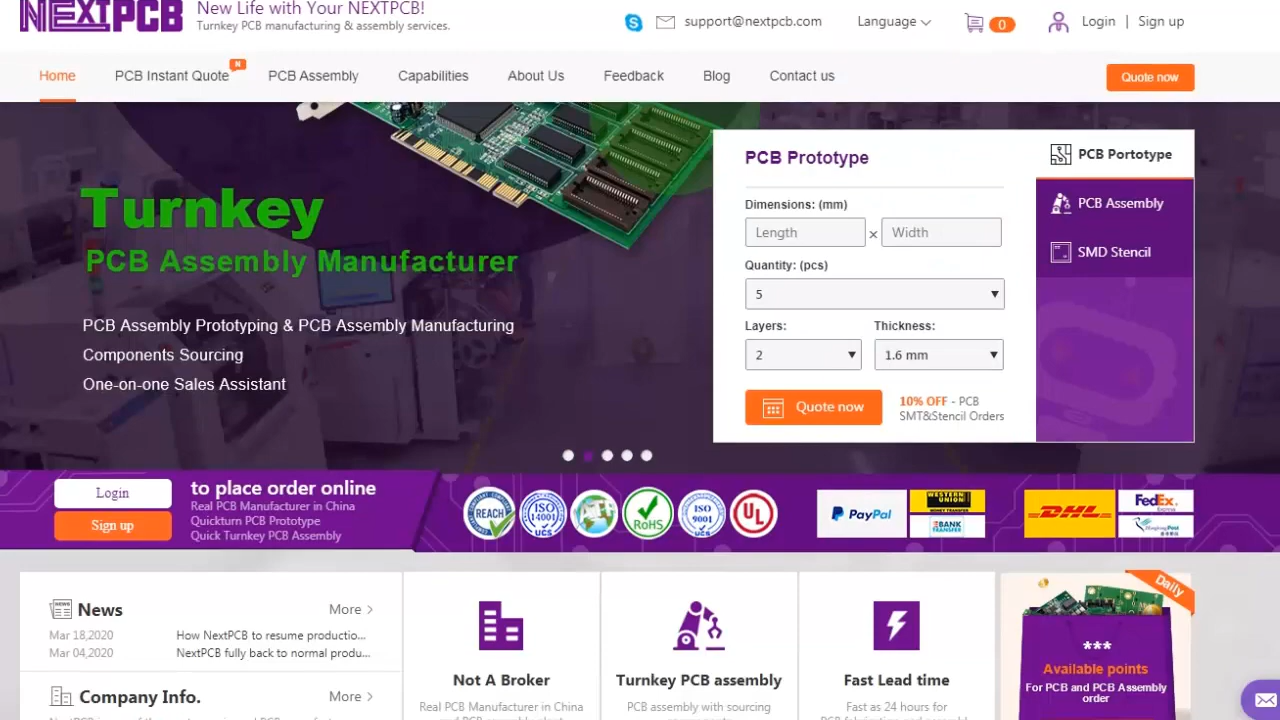 NEXTPCB
New Life with Your NEXTPCB!
Turnkey PCB manufacturing & assembly services.
support@nextpcb.com
Language
0
Login | Sign up
Home
PCB Instant Quote
N
PCB Assembly
Capabilities
About Us
Feedback
Blog
Contact us
Quote now
Turnkey
PCB Assembly Manufacturer
PCB Assembly Prototyping & PCB Assembly Manufacturing
Components Sourcing
One-on-one Sales Assistant
PCB Prototype
Dimensions: (mm)
Length x Width
Quantity: (pcs)
5
Layers: Thickness:
2 1.6 mm
Quote now
10% OFF - PCB
SMT&Stencil Orders
PCB Portotype
PCB Assembly
SMD Stencil
Login
Sign up
to place order online
Real PCB Manufacturer in China
Quickturn PCB Prototype
Quick Turnkey PCB Assembly
REACH
ISO
14001
UCS
RoHS
ISO
9001
UCS
UL
PayPal
WESTERN
UNION
BANK
TRANSFER
DHL
FedEx
Express
News
More >
Mar 18,2020 How NextPCB to resume productio...
Mar 04,2020 NextPCB fully back to normal produ...
Company Info.
More >
Not A Broker
Real PCB Manufacturer in China
Turnkey PCB assembly
PCB assembly with sourcing
Fast Lead time
Fast as 24 hours for
Daily
***
Available points
For PCB and PCB Assembly
order